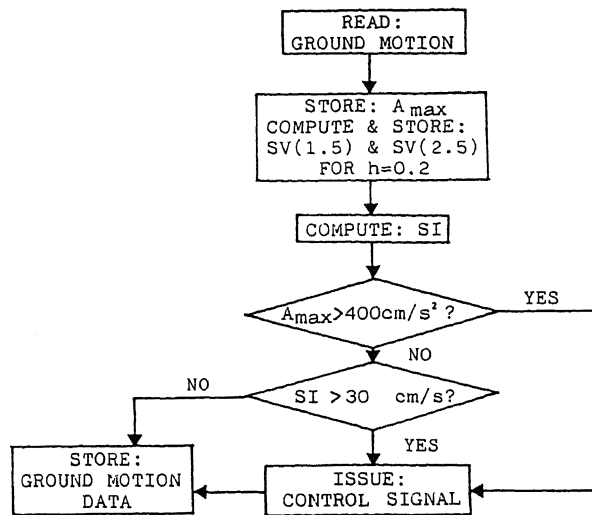 READ:
GROUND MOTION
STORE: Amax
COMPUTE & STORE:
SV(1.5) & SV(2.5)
FOR h=0.2
COMPUTE: SI
Amax>400cm/s²?
YES
NO
SI >30 cm/s?
NO
YES
STORE:
GROUND MOTION
DATA
ISSUE:
CONTROL SIGNAL